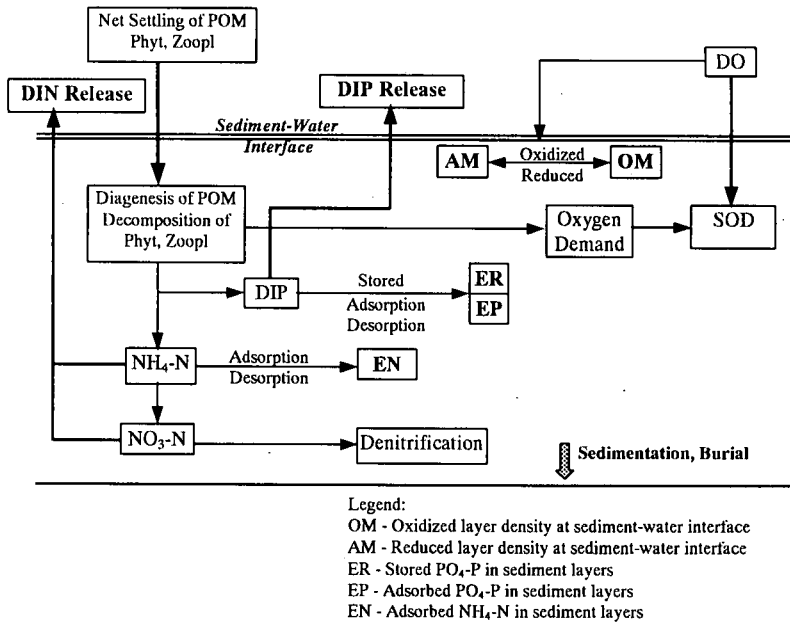 Net Settling of POM
Phyt, Zoopl
DO
DIN Release
DIP Release
Sediment-Water
Interface
AM
Oxidized
Reduced
OM
Diagenesis of POM
Decomposition of
Phyt, Zoopl
Oxygen
Demand
SOD
DIP
Stored
Adsorption
Desorption
ER
EP
NH₄-N
Adsorption
Desorption
EN
NO₃-N
Denitrification
Sedimentation, Burial
Legend:
OM - Oxidized layer density at sediment-water interface
AM - Reduced layer density at sediment-water interface
ER - Stored PO₄-P in sediment layers
EP - Adsorbed PO₄-P in sediment layers
EN - Adsorbed NH₄-N in sediment layers